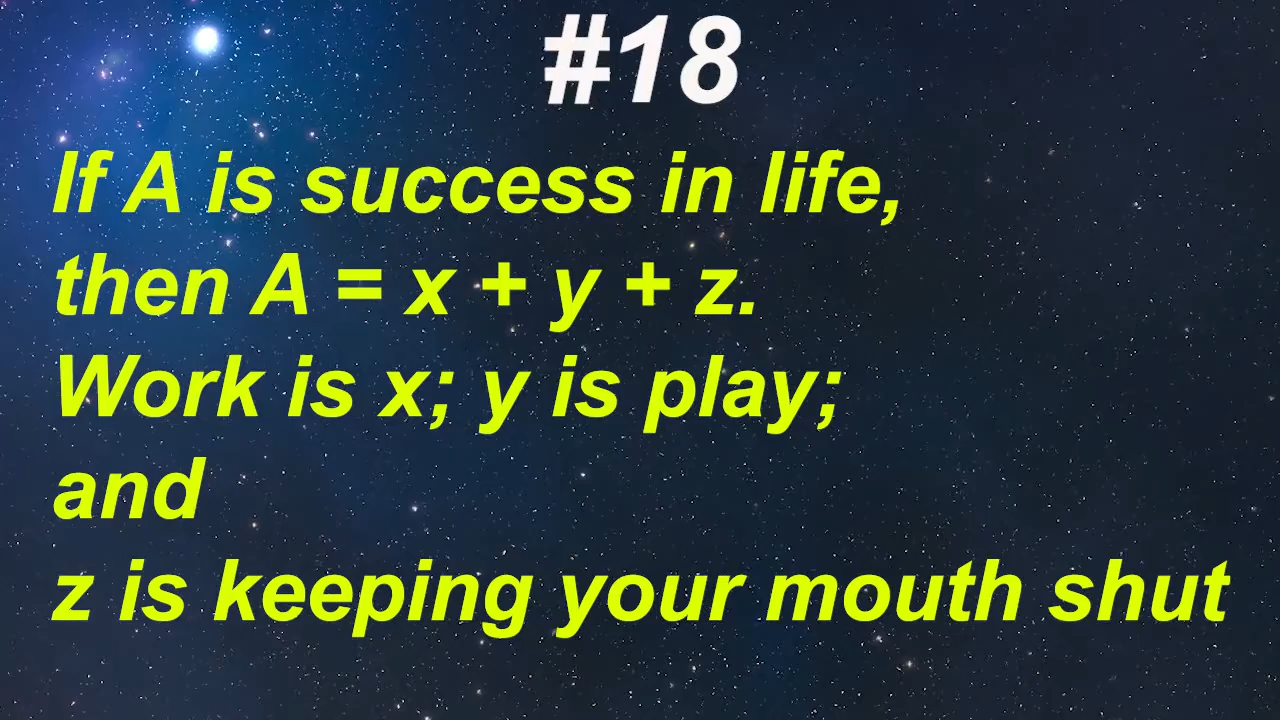 #18
If A is success in life,
then A = x + y + z.
Work is x; y is play;
and
z is keeping your mouth shut